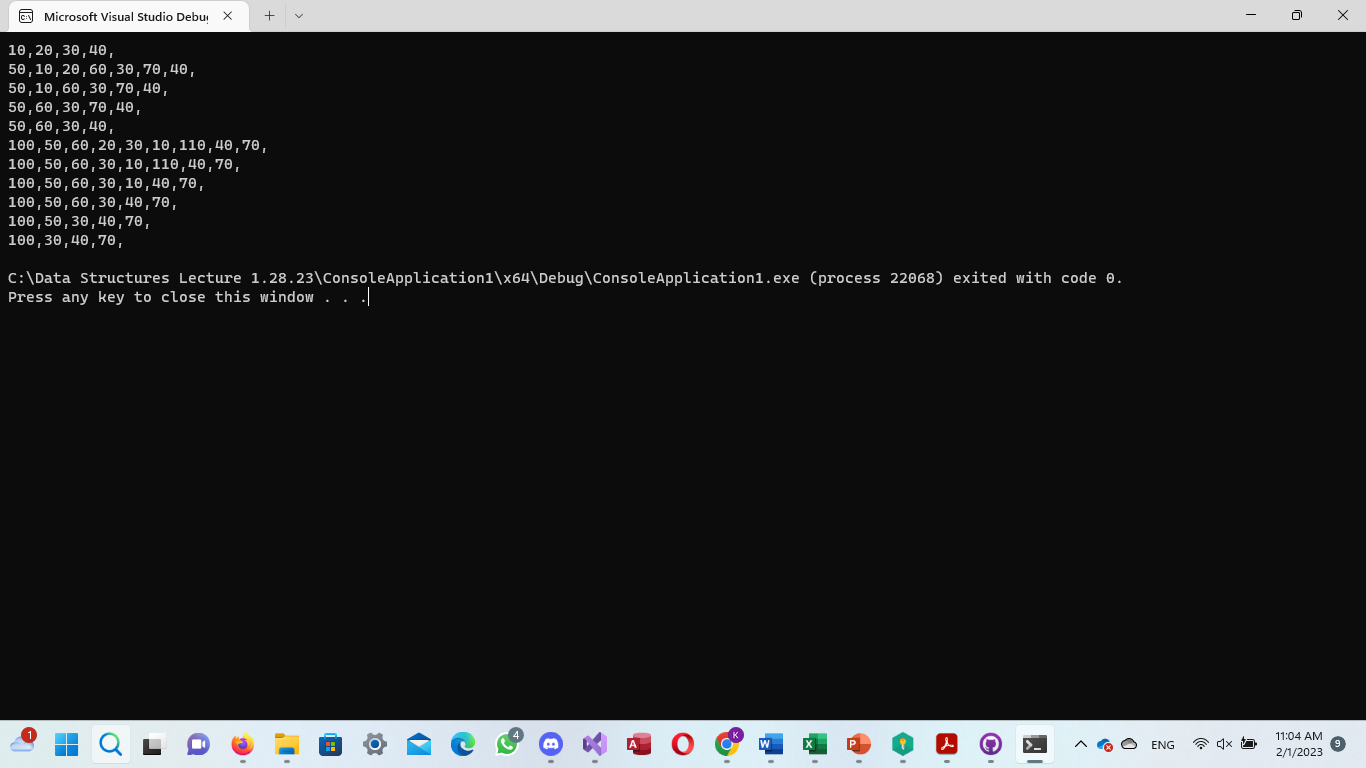 Microsoft Visual Studio Debu
10,20,30,40,
50,10,20,60,30,70,40,
50,10,60,30,70,40,
50,60,30,70,40,
50,60,30,40,
100,50,60,20,30,10,110,40,70,
100,50,60,30,10,110,40,70,
100,50,60,30,10,40,70,
100,50,60,30,40,70,
100,50,30,40,70,
100,30,40,70,
C:\Data Structures Lecture 1.28.23\ConsoleApplication1\x64\Debug\ConsoleApplication1.exe (process 22068) exited with code 0.
Press any key to close this window . . .
1
4
A
K
W
X
P
ENG
11:04 AM
2/1/2023
9